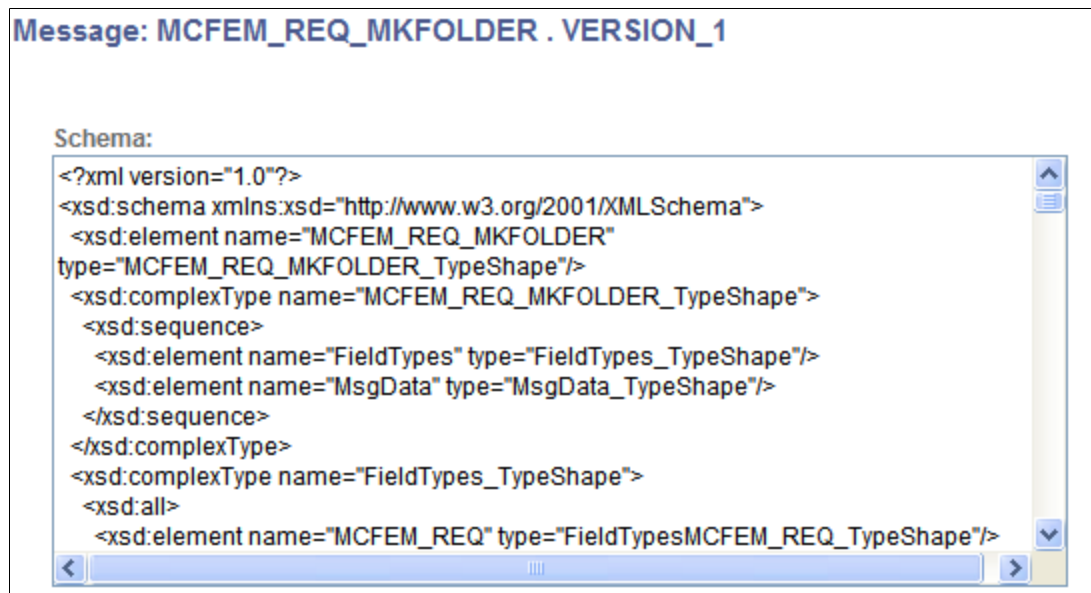 Message: MCFEM_REQ_MKFOLDER . VERSION_1
Schema:
<?xml version="1.0"?>
<xsd:schema xmlns:xsd="http://www.w3.org/2001/XMLSchema">
<xsd:element name="MCFEM_REQ_MKFOLDER"
type="MCFEM_REQ_MKFOLDER_TypeShape"/>
<xsd:complexType name="MCFEM_REQ_MKFOLDER_TypeShape">
<xsd:sequence>
<xsd:element name="FieldTypes" type="FieldTypes_TypeShape"/>
<xsd:element name="MsgData" type="MsgData_TypeShape"/>
</xsd:sequence>
</xsd:complexType>
<xsd:complexType name="FieldTypes_TypeShape">
<xsd:all>
<xsd:element name="MCFEM_REQ" type="FieldTypesMCFEM_REQ_TypeShape"/>